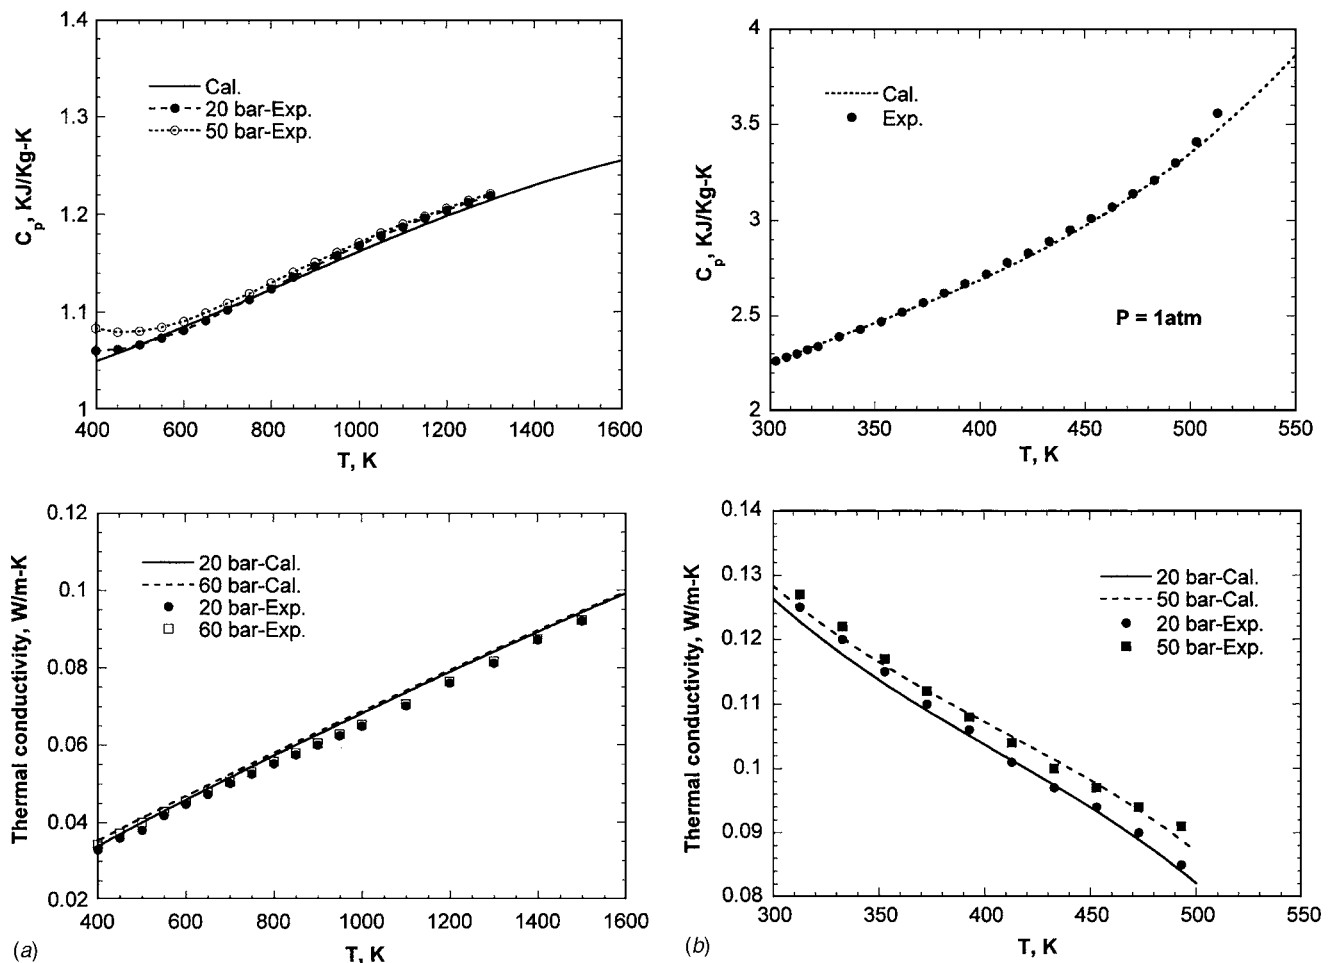 1.4
1.3
1.2
1.1
1
C_p, KJ/Kg-K
Cal.
20 bar-Exp.
50 bar-Exp.
400 600 800 1000 1200 1400 1600
T, K
4
3.5
3
2.5
2
C_p, KJ/Kg-K
Cal.
Exp.
P = 1atm
300 350 400 450 500 550
T, K
0.12
0.1
0.08
0.06
0.04
0.02
Thermal conductivity, W/m-K
20 bar-Cal.
60 bar-Cal.
20 bar-Exp.
60 bar-Exp.
400 600 800 1000 1200 1400 1600
T, K
(a)
0.14
0.13
0.12
0.11
0.1
0.09
0.08
Thermal conductivity, W/m-K
20 bar-Cal.
50 bar-Cal.
20 bar-Exp.
50 bar-Exp.
300 350 400 450 500 550
T, K
(b)